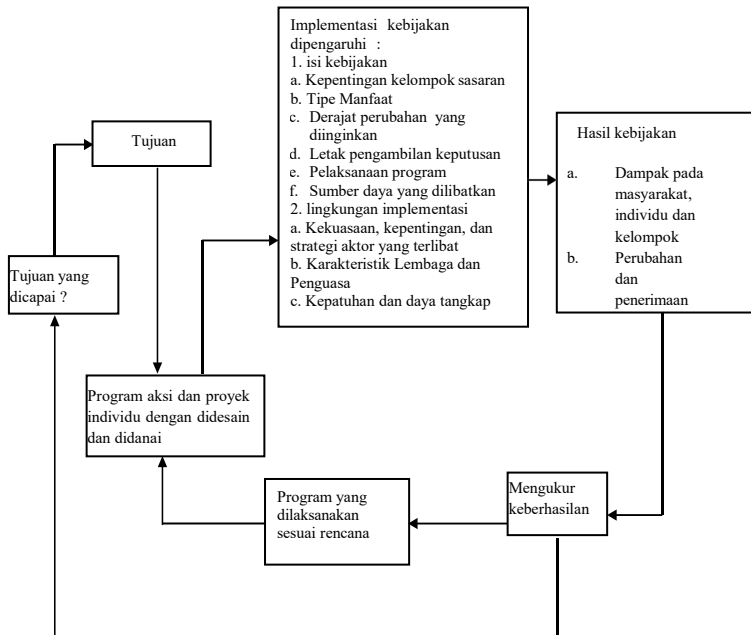 Implementasi kebijakan
dipengaruhi :
1. isi kebijakan
a. Kepentingan kelompok sasaran
b. Tipe Manfaat
c. Derajat perubahan yang
diinginkan
d. Letak pengambilan keputusan
e. Pelaksanaan program
f. Sumber daya yang dilibatkan
2. lingkungan implementasi
a. Kekuasaan, kepentingan, dan
strategi aktor yang terlibat
b. Karakteristik Lembaga dan
Penguasa
c. Kepatuhan dan daya tangkap
Tujuan
Hasil kebijakan
a. Dampak pada
masyarakat,
individu dan
kelompok
b. Perubahan
dan
penerimaan
Tujuan yang
dicapai ?
Program aksi dan proyek
individu dengan didesain
dan didanai
Program yang
dilaksanakan
sesuai rencana
Mengukur
keberhasilan